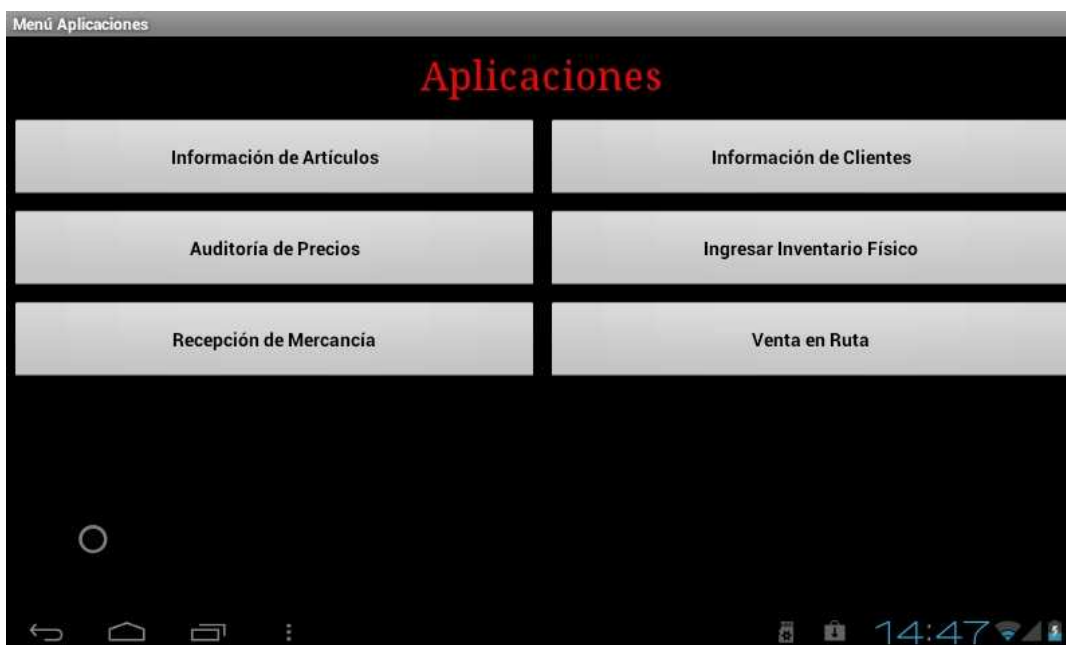 Menú Aplicaciones
Aplicaciones
Información de Artículos
Información de Clientes
Auditoría de Precios
Ingresar Inventario Físico
Recepción de Mercancía
Venta en Ruta
14:47